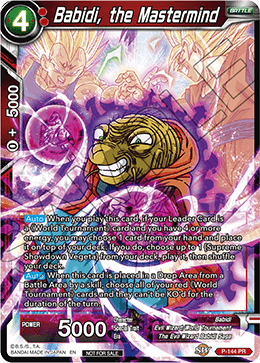 4
Babidi, the Mastermind
BATTLE
0 + 5000
Auto When you play this card, if your Leader Card is
a ‹World Tournament› card and you have 4 or more
energy, you may choose 1 card from your hand and place
it on top of your deck. If you do, choose up to 1 {Supreme
Showdown Vegeta} from your deck, play it, then shuffle
your deck.
Auto When this card is placed in a Drop Area from a
Battle Area by a skill, choose all of your red ‹World
Tournament› cards and they can't be KO'd for the
duration of this turn.
POWER
5000
Character
Babidi
Special Trait
Evil Wizard/World Tournament
Era
The Evil Wizard Babidi Saga
©B.S./S., T.A.
BANDAI MADE IN JAPAN EN
NOT FOR SALE
P-144 PR